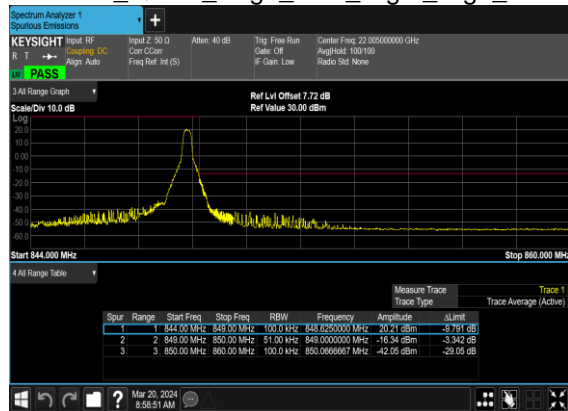 Spectrum Analyzer 1
Spurious Emissions
+
KEYSIGHT Input: RF Input Z: 50 Ω Atten: 40 dB Trig: Free Run Center Freq: 22.005000000 GHz
R T Coupling: DC Corr CCorr Gate: Off Avg|Hold: 100/100
Align: Auto Freq Ref: Int (S) IF Gain: Low Radio Std: None
PASS
3 All Range Graph
Ref Lvl Offset 7.72 dB
Scale/Div 10.0 dB Ref Value 30.00 dBm
Log
20.0
10.0
0.00
-10.0
-20.0
-30.0
-40.0
-50.0
-60.0
Start 844.000 MHz Stop 860.000 MHz
4 All Range Table
Measure Trace Trace 1
Trace Type Trace Average (Active)
Spur Range Start Freq Stop Freq RBW Frequency Amplitude ΔLimit
1 1 844.00 MHz 849.00 MHz 100.0 kHz 848.6250000 MHz 20.21 dBm -9.791 dB
2 2 849.00 MHz 850.00 MHz 51.00 kHz 849.0000000 MHz -16.34 dBm -3.342 dB
3 3 850.00 MHz 860.00 MHz 100.0 kHz 850.0666667 MHz -42.05 dBm -29.05 dB
? Mar 20, 2024
8:58:51 AM